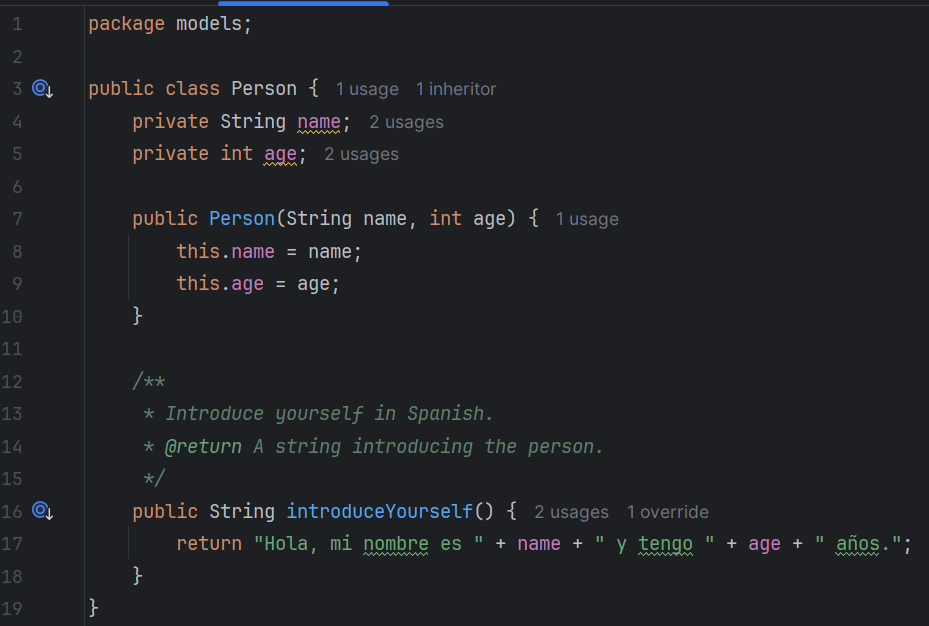 1 package models;
2
3 public class Person { 1 usage 1 inheritor
4 private String name; 2 usages
5 private int age; 2 usages
6
7 public Person(String name, int age) { 1 usage
8 this.name = name;
9 this.age = age;
10 }
11
12 /**
13 * Introduce yourself in Spanish.
14 * @return A string introducing the person.
15 */
16 public String introduceYourself() { 2 usages 1 override
17 return "Hola, mi nombre es " + name + " y tengo " + age + " años.";
18 }
19 }